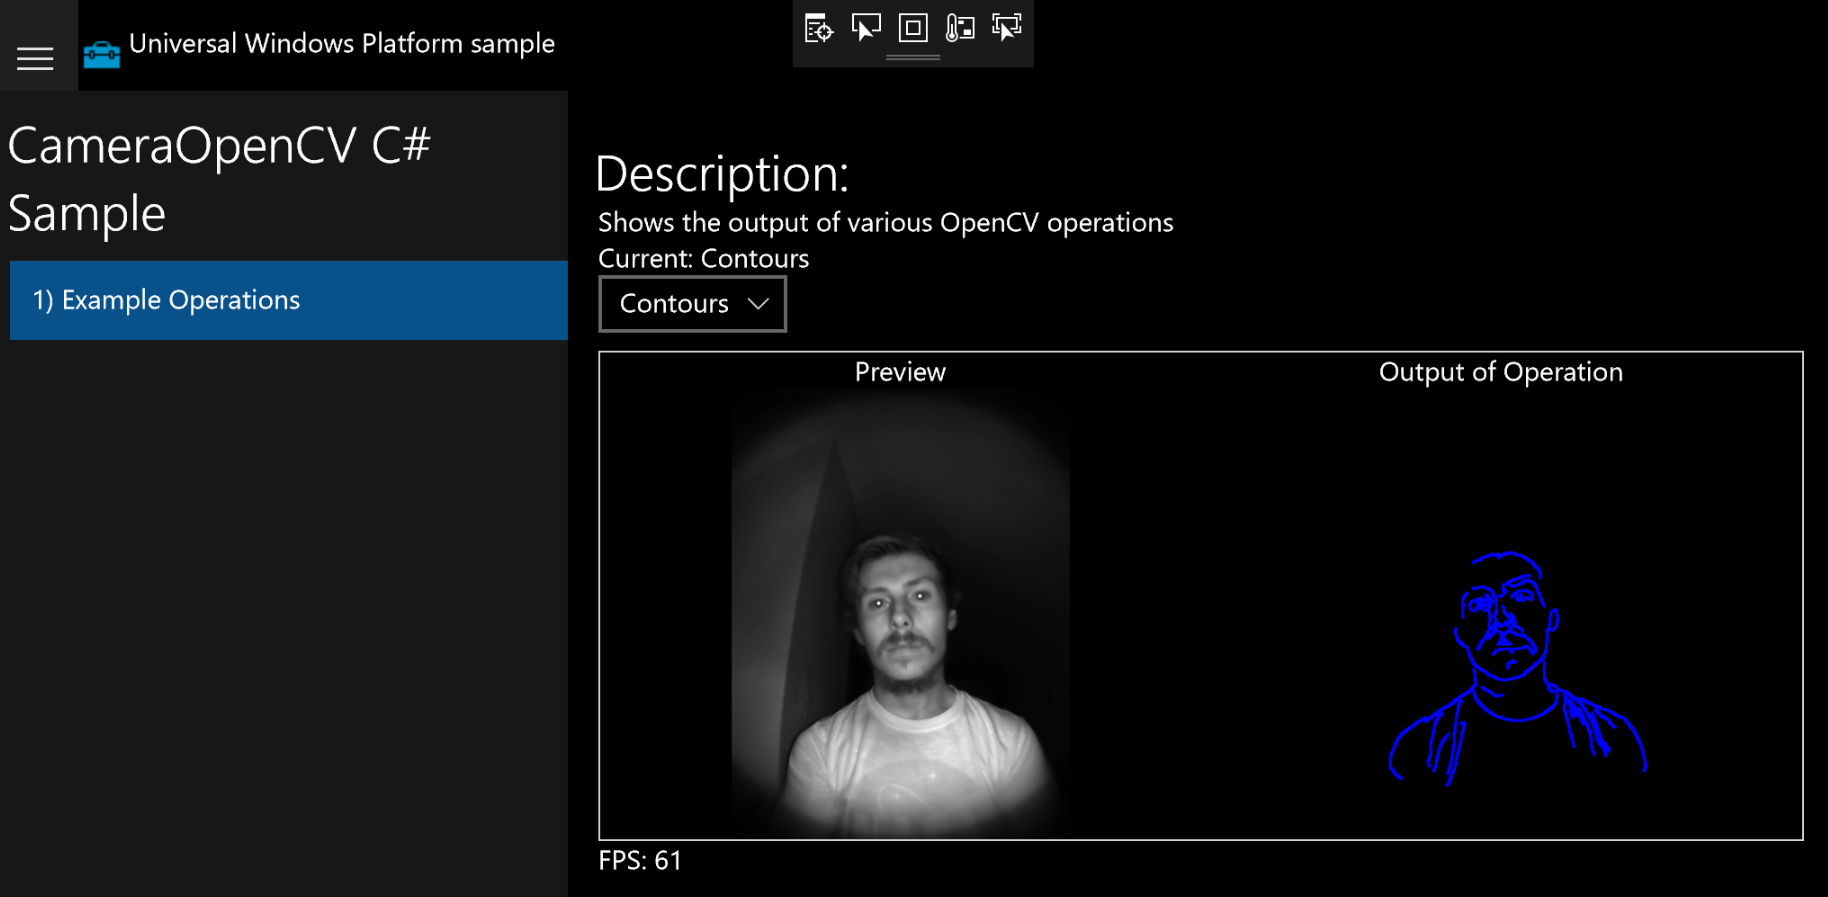 Universal Windows Platform sample
CameraOpenCV C#
Sample
1) Example Operations
Description:
Shows the output of various OpenCV operations
Current: Contours
Contours
Preview
Output of Operation
FPS: 61